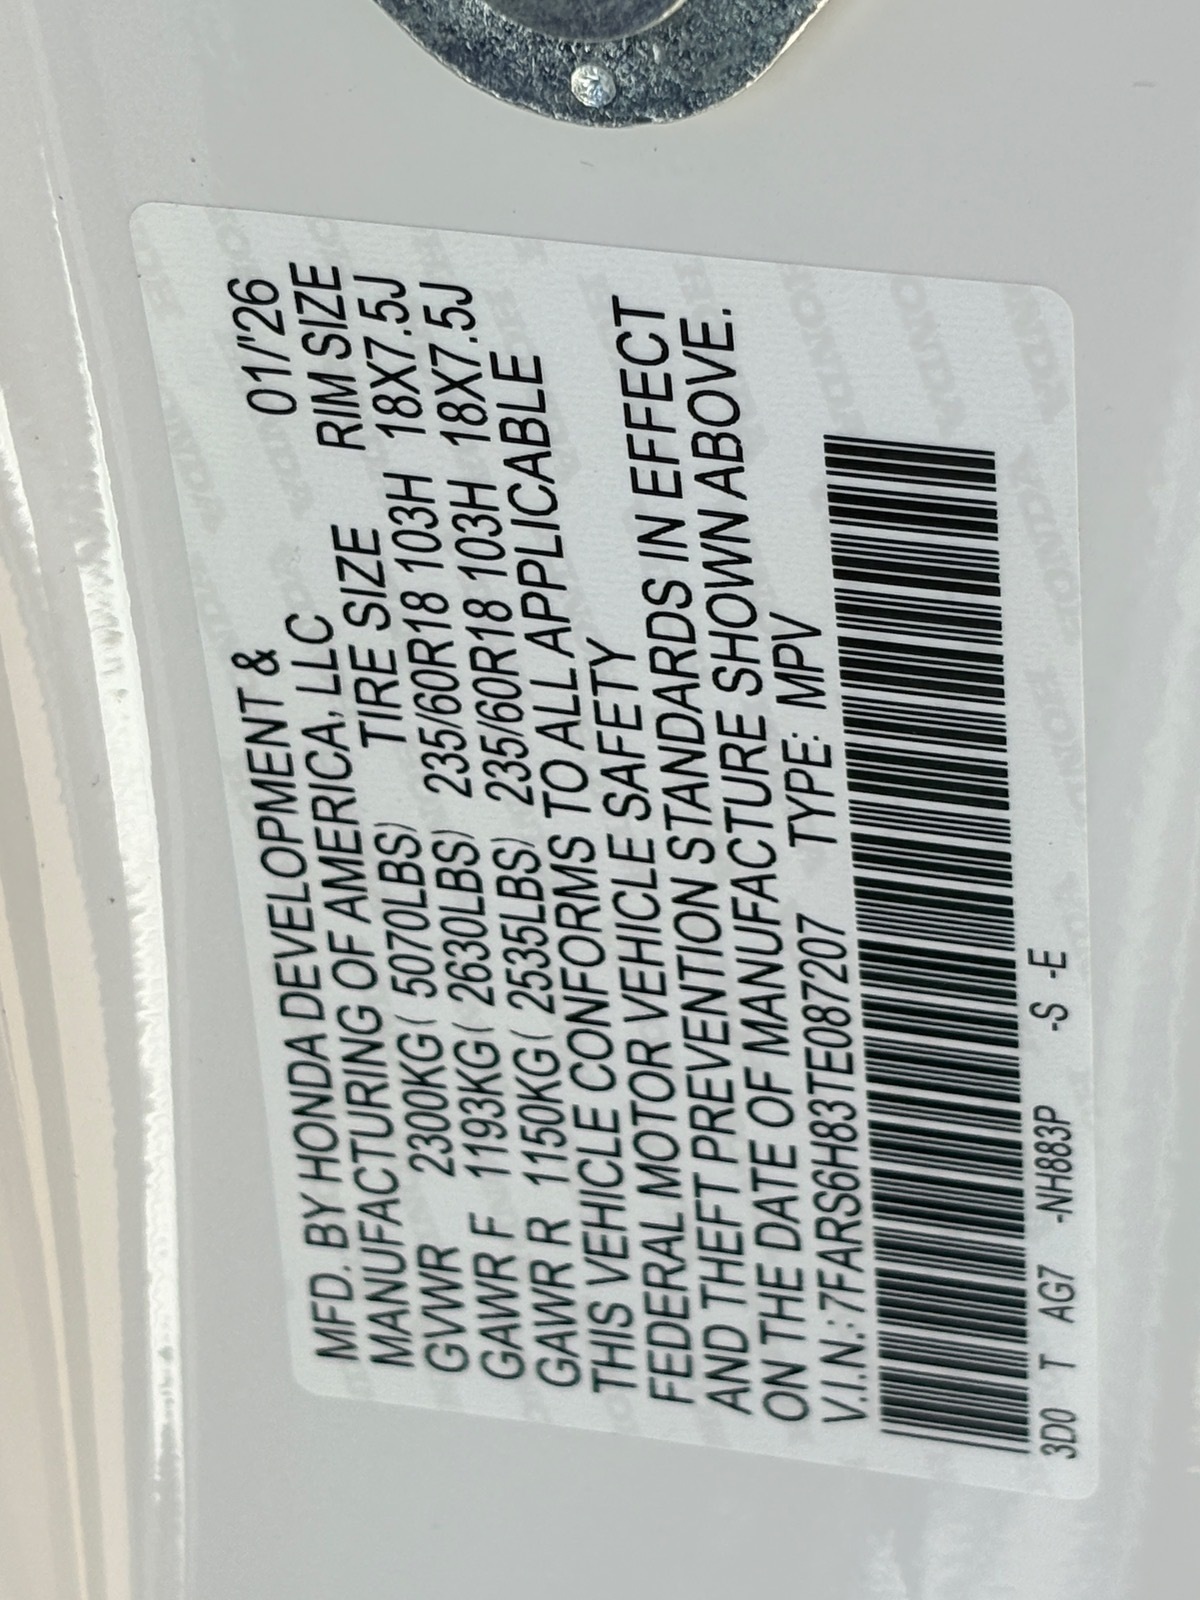 MFD. BY HONDA DEVELOPMENT & 01/"26
MANUFACTURING OF AMERICA, LLC RIM SIZE
TIRE SIZE
GVWR 2300KG( 5070LBS) 235/60R18 103H 18X7.5J
GAWR F 1193KG( 2630LBS) 235/60R18 103H 18X7.5J
GAWR R 1150KG( 2535LBS)
THIS VEHICLE CONFORMS TO ALL APPLICABLE
FEDERAL MOTOR VEHICLE SAFETY
AND THEFT PREVENTION STANDARDS IN EFFECT
ON THE DATE OF MANUFACTURE SHOWN ABOVE.
V.I.N.: 7FARS6H83TE087207 TYPE: MPV
3D0 T AG7 -NH883P -S -E